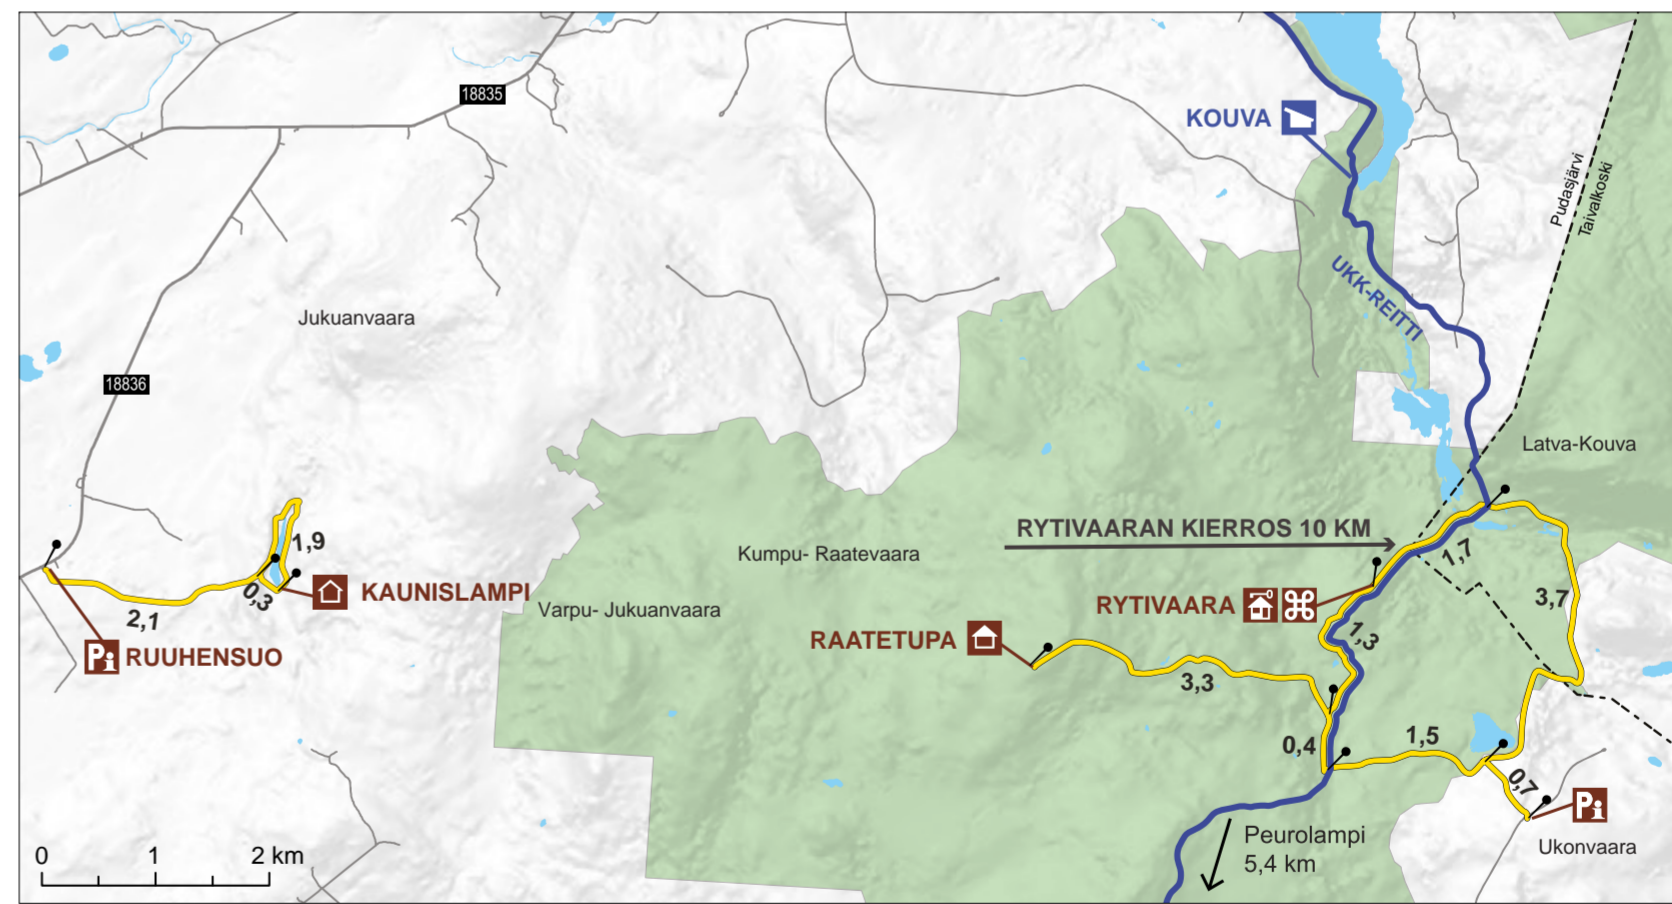 18835
KOUVA
Pudasjärvi
Taivalkoski
UKK-REITTI
Jukuanvaara
18836
Latva-Kouva
RYTIVAARAN KIERROS 10 KM
1,7
1,9
Kumpu- Raatevaara
KAUNISLAMPI
0,3
2,1
Varpu- Jukuanvaara
RYTIVAARA
3,7
1,3
RAATETUPA
Pi RUUHENSUO
3,3
0,4
1,5
0,7
Pi
Peurolampi
5,4 km
Ukonvaara
0 1 2 km